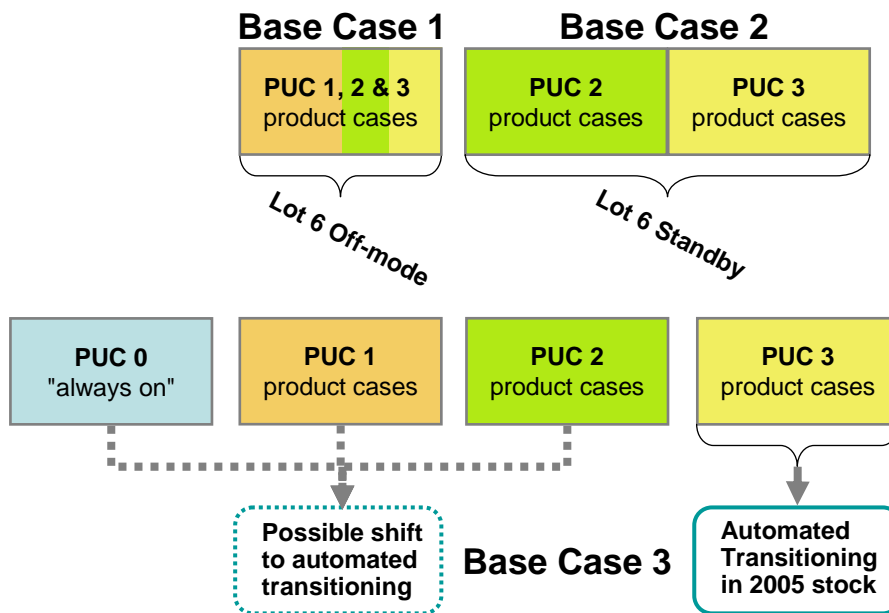 Base Case 1
Base Case 2
PUC 1, 2 & 3
product cases
PUC 2
product cases
PUC 3
product cases
Lot 6 Off-mode
Lot 6 Standby
PUC 0
"always on"
PUC 1
product cases
PUC 2
product cases
PUC 3
product cases
Possible shift
to automated
transitioning
Base Case 3
Automated
Transitioning
in 2005 stock